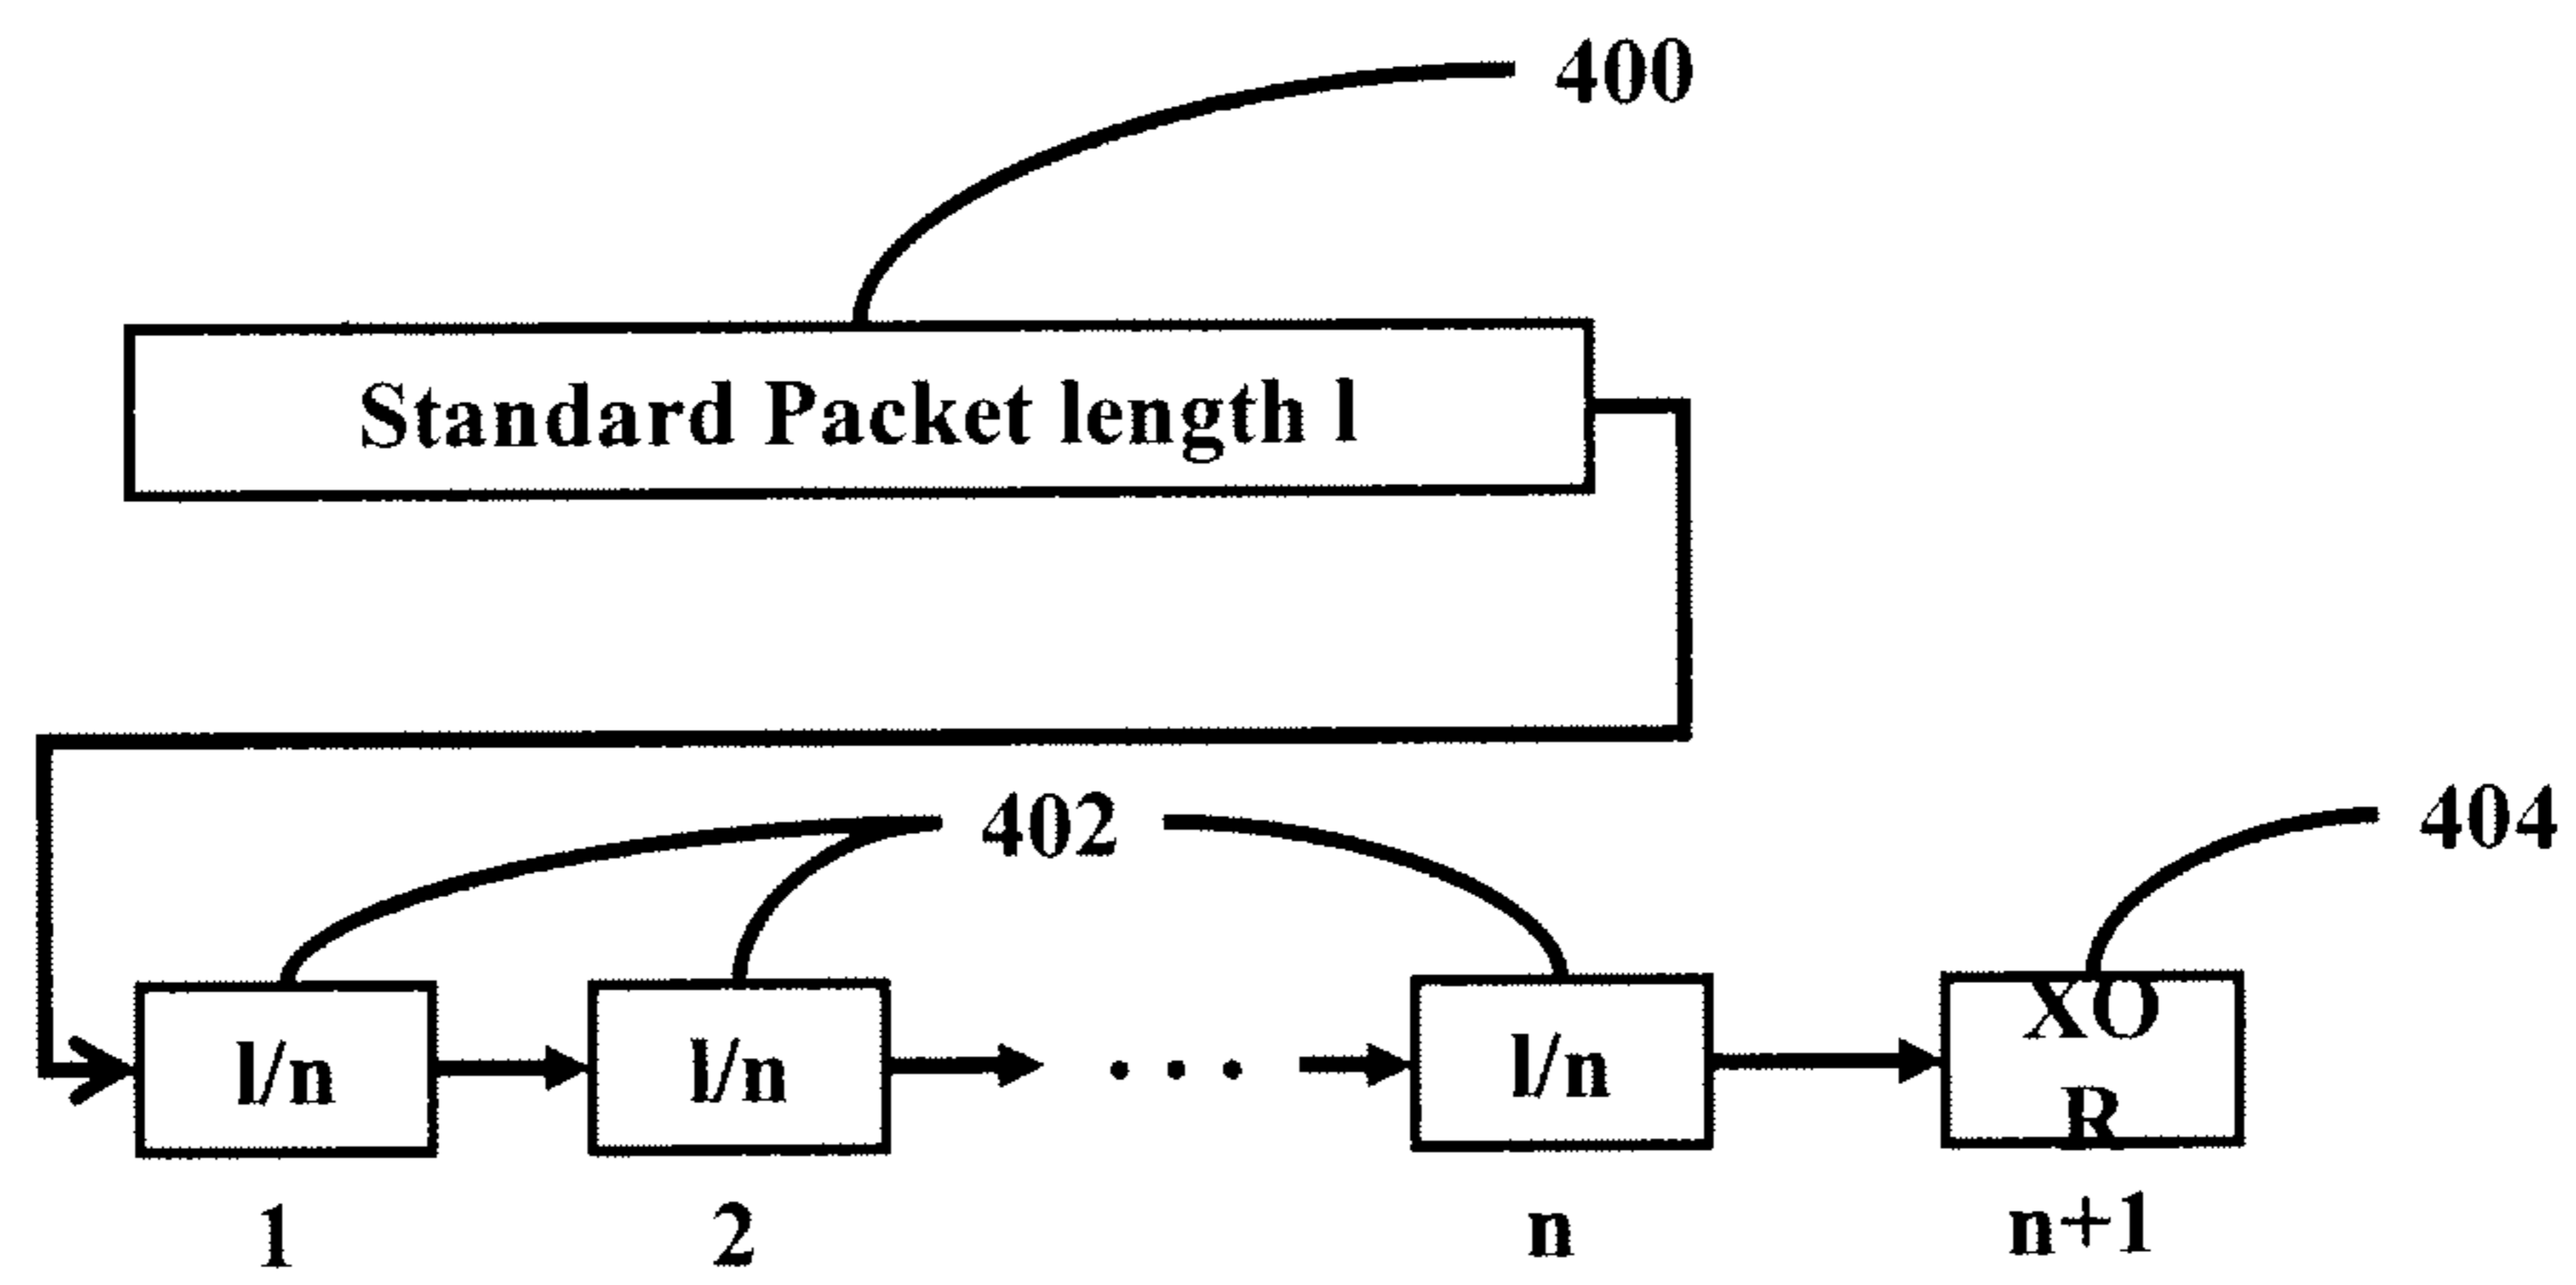 400
Standard Packet length l
402
404
l/n
l/n
. . .
l/n
XO
R
1
2
n
n+1